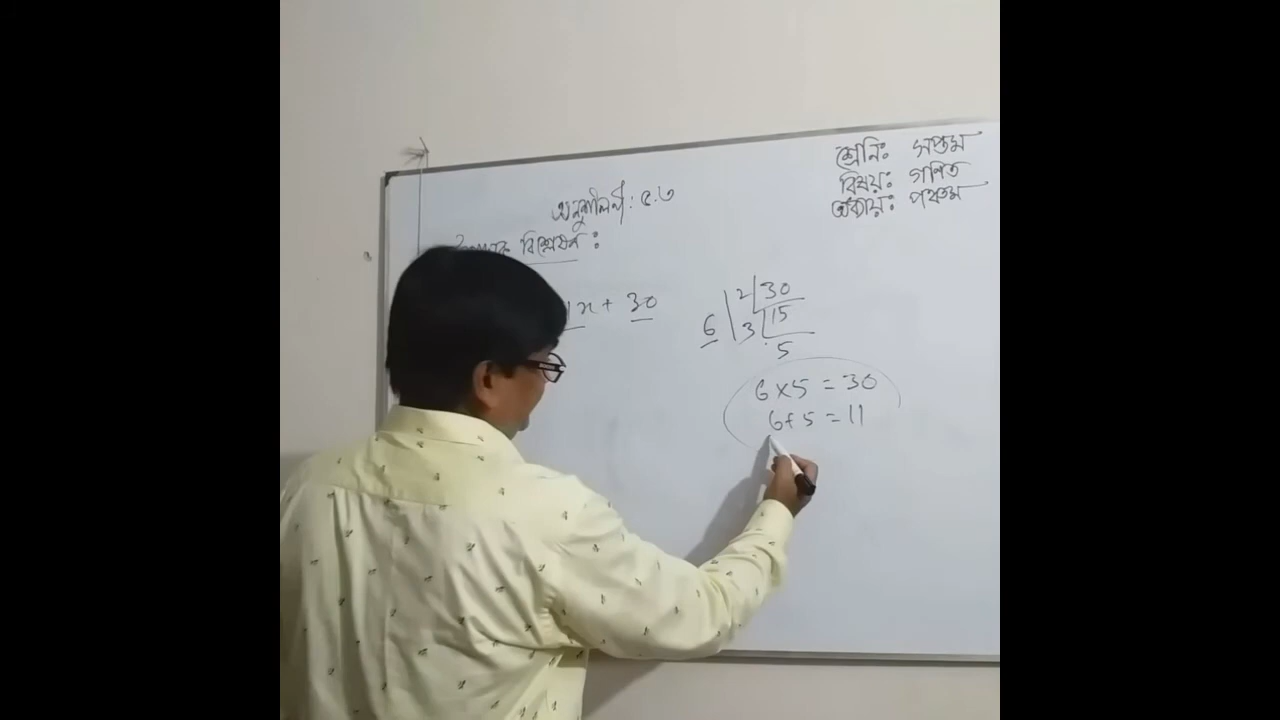 শ্রেনিঃ সপ্তম
বিষয়ঃ গণিত
অধ্যায়ঃ পঞ্চম
অনুশীলনী : ৫.৩
বিশ্লেষন :
x + 30
2 30
6 3 15
5
6 x 5 = 30
6 + 5 = 11